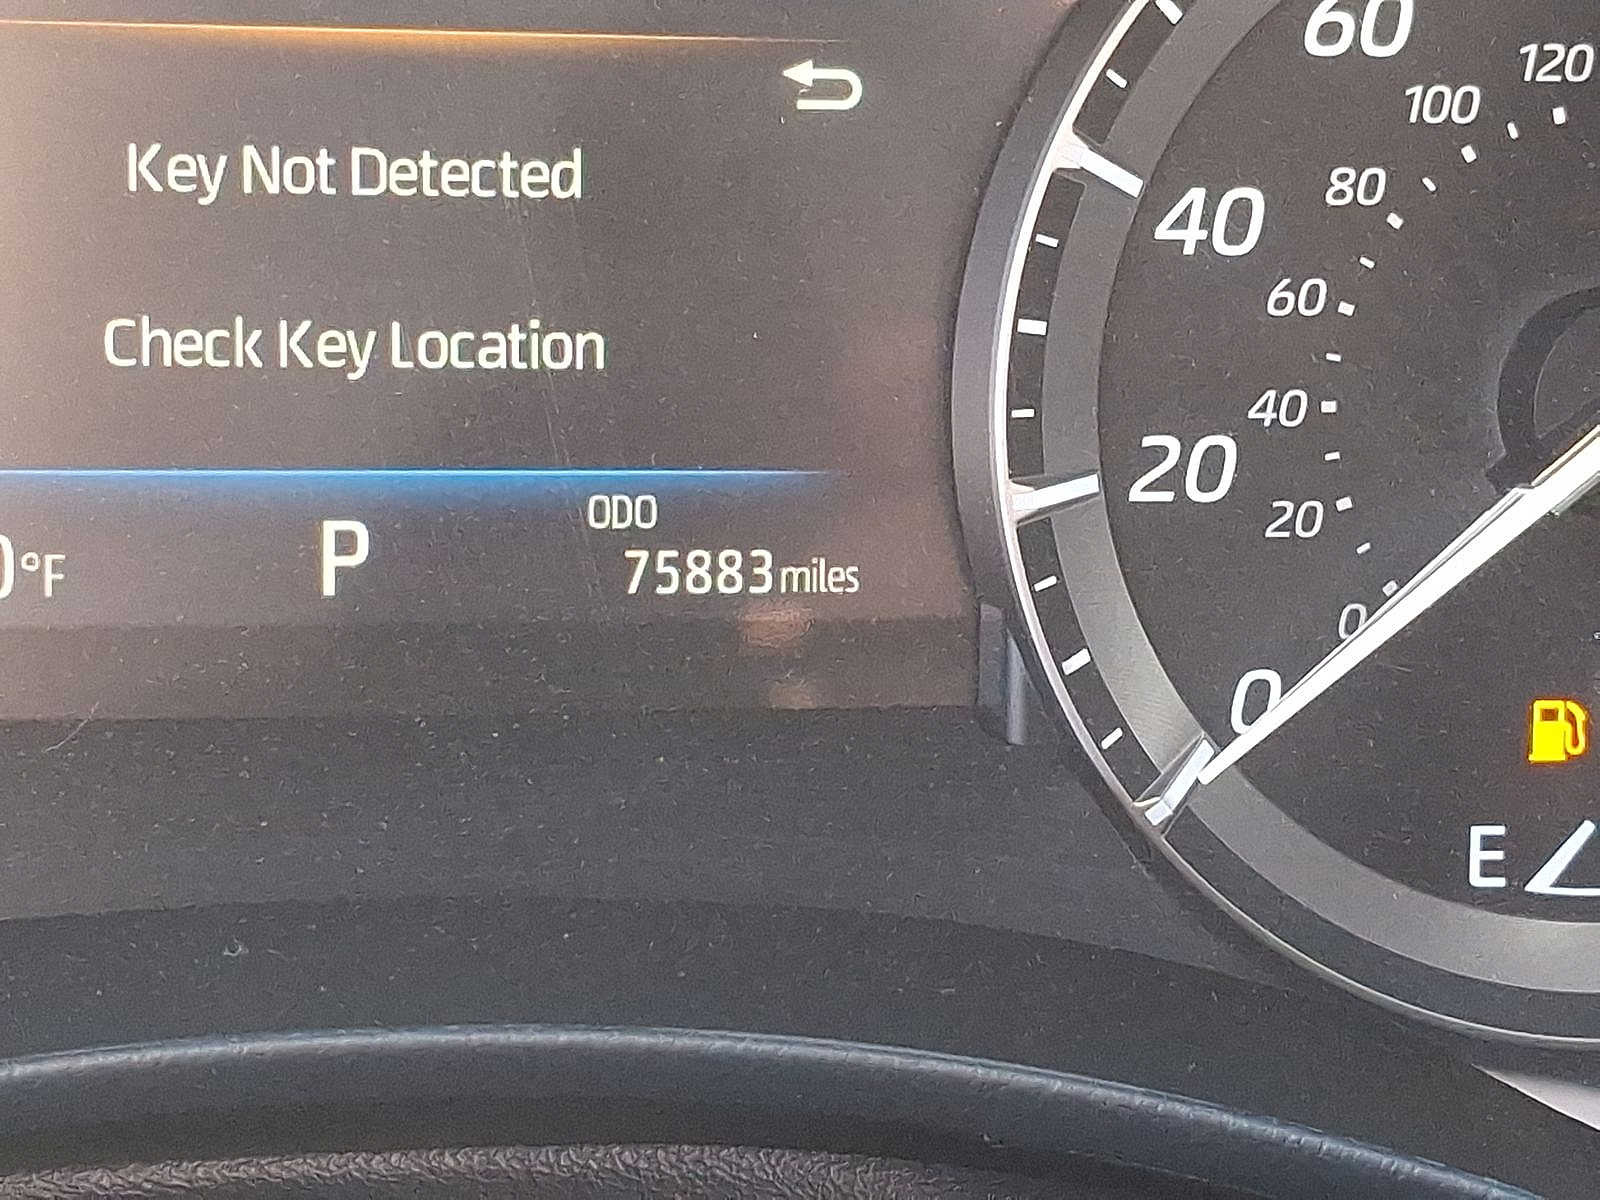 Key Not Detected
Check Key Location
°F
P
ODO
75883 miles
60
40
20
0
120
100
80
60
40
20
0
E